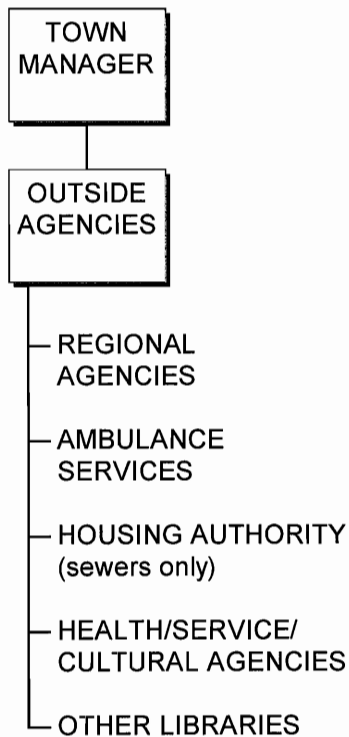 TOWN
MANAGER
OUTSIDE
AGENCIES
REGIONAL
AGENCIES
AMBULANCE
SERVICES
HOUSING AUTHORITY
(sewers only)
HEALTH/SERVICE/
CULTURAL AGENCIES
OTHER LIBRARIES